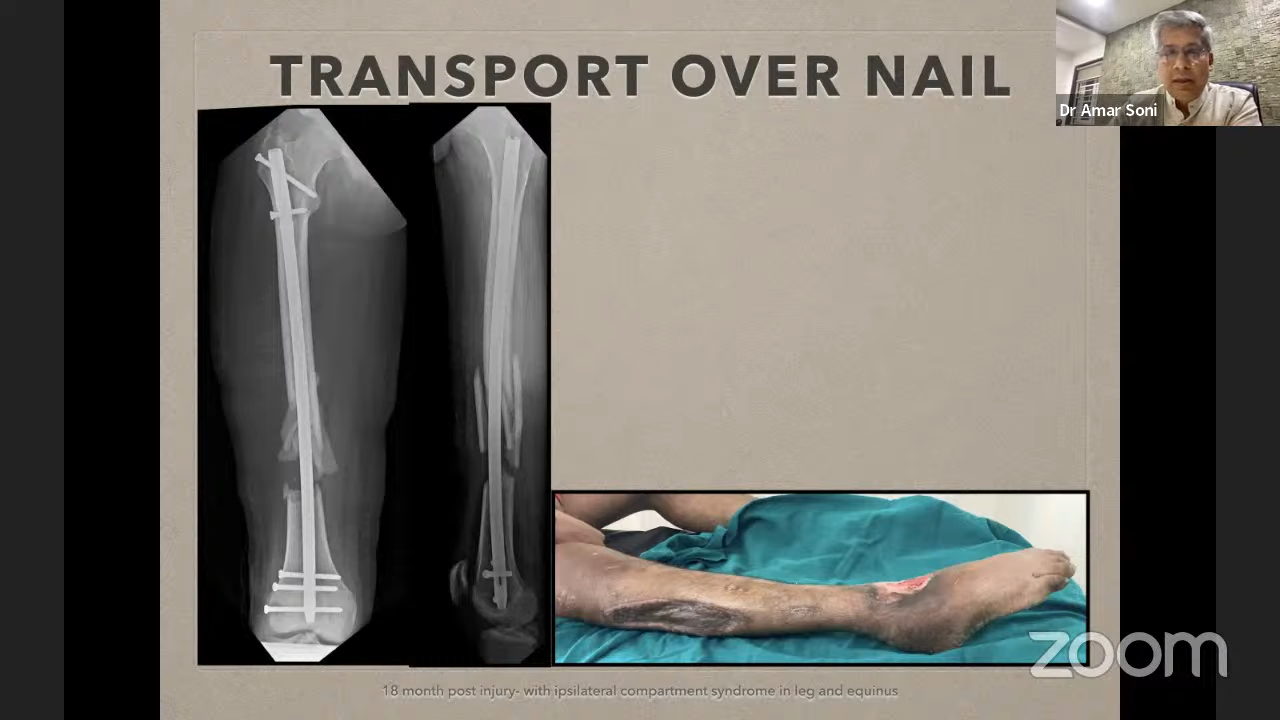 TRANSPORT OVER NAIL
Dr Amar Soni
18 month post injury- with ipsilateral compartment syndrome in leg and equinus
zoom